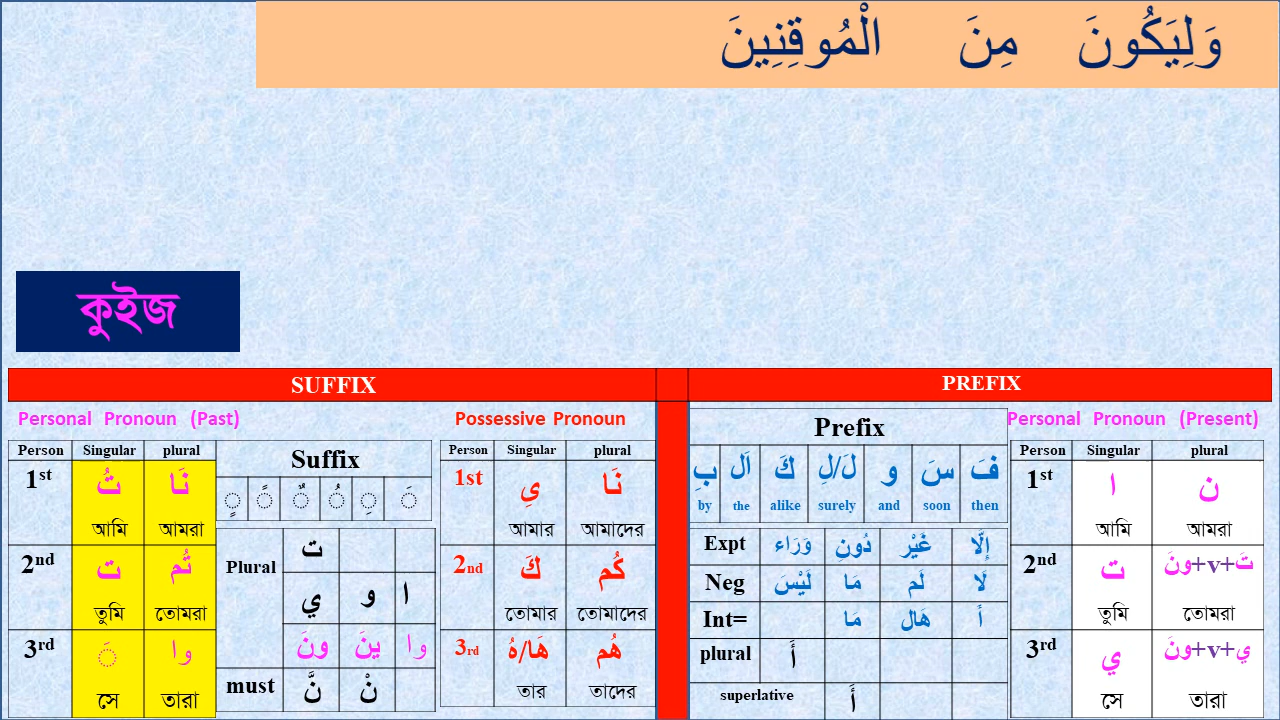 وَلِيَكُونَ مِنَ الْمُوقِنِينَ
কুইজ
SUFFIX
PREFIX
Personal Pronoun (Past)
Person Singular plural
1st تُ نَا
আমি আমরা
2nd ت تُم
তুমি তোমরা
3rd ◌َ وا
সে তারা
Suffix
◌ٍ ◌ً ◌ٌ ◌ُ ◌ِ ◌َ
Plural ت
ي و ا
ونَ ينَ وا
must نَّ نْ
Possessive Pronoun
Person Singular plural
1st ىِ نَا
আমার আমাদের
2nd كَ كُم
তোমার তোমাদের
3rd هَا/هُ هُم
তার তাদের
Prefix
بِ اَل كَ لَ/لِ و سَ فَ
by the alike surely and soon then
Expt وَرَاء دُونِ غَيْر إِلَّا
Neg لَيْسَ مَا لَم لَا
Int= مَا هَال أَ
plural أَ
superlative أَ
Personal Pronoun (Present)
Person Singular plural
1st ا ن
আমি আমরা
2nd ت تَ+v+ونَ
তুমি তোমরা
3rd ي ي+v+ونَ
সে তারা